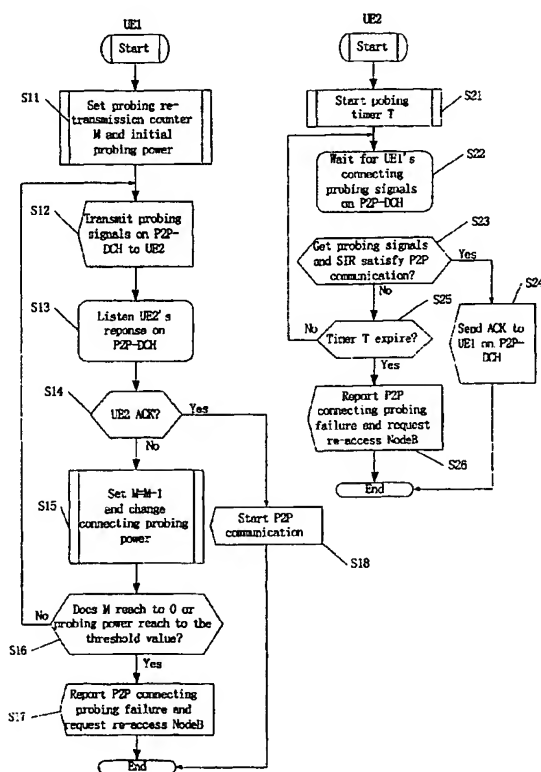 UE1
Start
S11
Set probing re-
transmission counter
M and initial
probing power
S12
Transmit probing
signals on P2P-
DCH to UE2
S13
Listen UE2's
reponse on
P2P-DCH
S14
UE2 ACK?
Yes
No
S15
Set M=M-1
and change
connecting probing
power
Start P2P
communication
S18
No
Does M reach to 0 or
probing power reach to the
threshold value?
S16
Yes
S17
Report P2P connecting
probing failure and
request re-access NodeB
End
UE2
Start
Start pobing
timer T
S21
Wait for UE1's
connecting
probing signals
on P2P-DCH
S22
S23
Get probing signals
and SIR satisfy P2P
communication?
Yes
No
S24
Send ACK to
UE1 on P2P-
DCH
S25
No
Timer T expire?
Yes
Report P2P
connecting probing
failure and request
re-access NodeB
S26
End